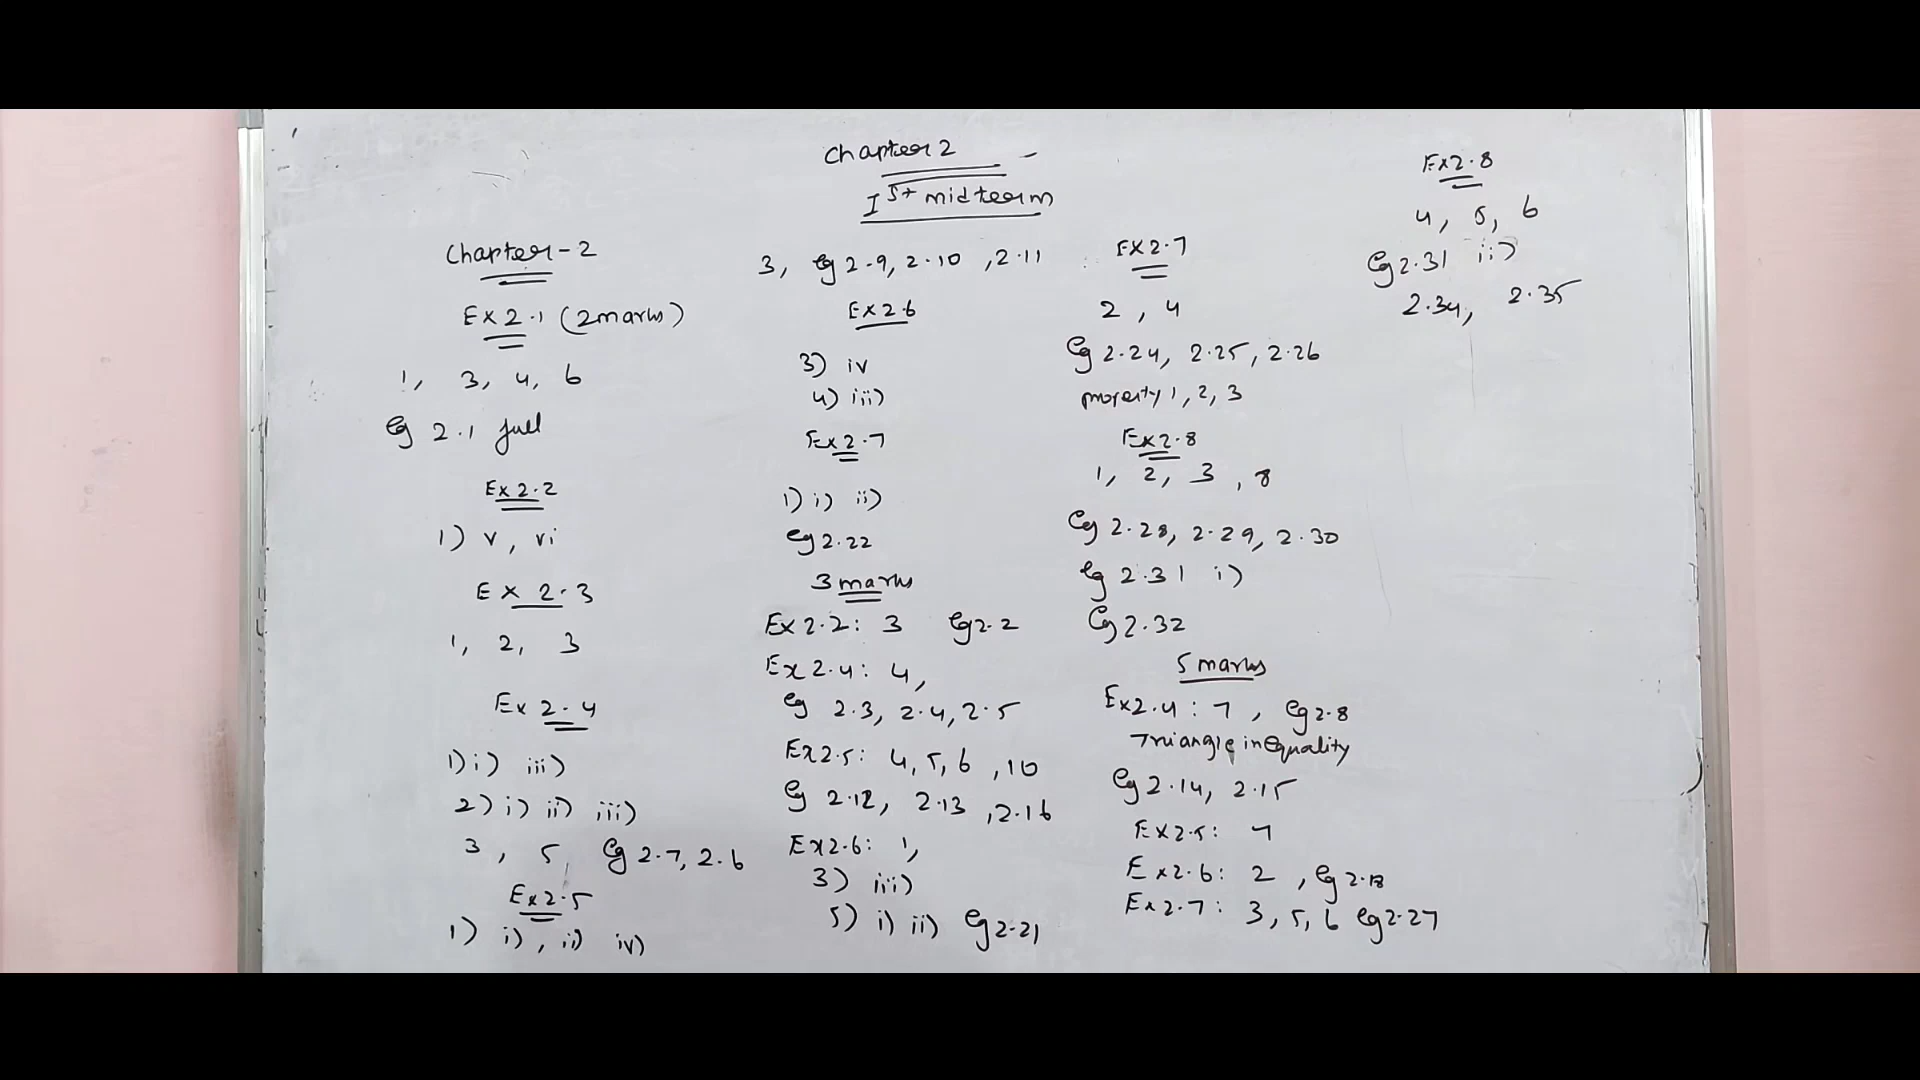 Chapter 2
Ist midterm
Chapter-2
Ex 2.1 (2marks)
1, 3, 4, 6
Eg 2.1 full
Ex 2.2
1) v, vi
Ex 2.3
1, 2, 3
Ex 2.4
1) i) iii)
2) i) ii) iii)
3, 5, Eg 2.7, 2.6
Ex 2.5
1) i), ii) iv)
3, Eg 2.9, 2.10, 2.11
Ex 2.6
3) iv
4) iii)
Ex 2.7
1) i) ii)
eg 2.22
3 marks
Ex 2.2: 3 Eg 2.2
Ex 2.4: 4,
Eg 2.3, 2.4, 2.5
Ex 2.5: 4, 5, 6, 10
Eg 2.12, 2.13, 2.16
Ex 2.6: 1,
3) iii)
5) i) ii) Eg 2.21
Ex 2.7
2, 4
Eg 2.24, 2.25, 2.26
property 1, 2, 3
Ex 2.8
1, 2, 3, 8
Eg 2.28, 2.29, 2.30
Eg 2.31 i)
Eg 2.32
5 marks
Ex 2.4: 7, Eg 2.8
Triangle inEquality
Eg 2.14, 2.15
Ex 2.5: 7
Ex 2.6: 2, Eg 2.18
Ex 2.7: 3, 5, 6 Eg 2.27
Ex 2.8
4, 5, 6
Eg 2.31 ii)
2.34, 2.35